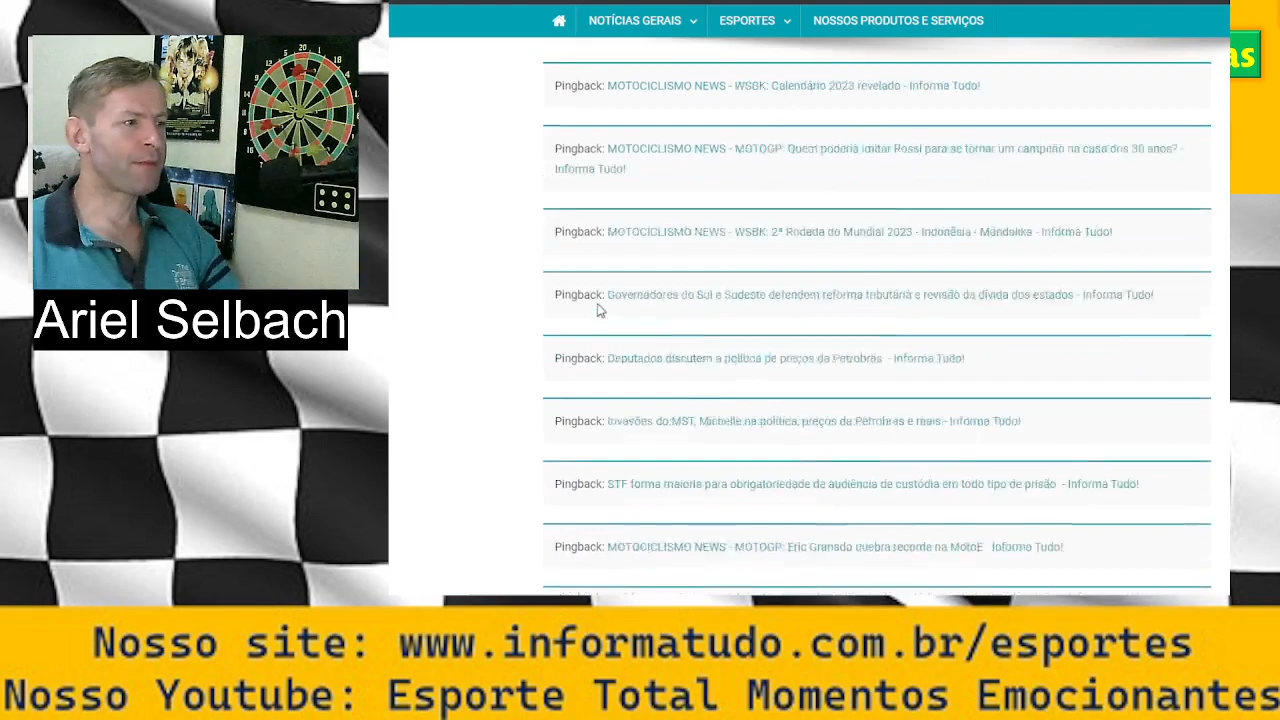 NOTÍCIAS GERAIS
ESPORTES
NOSSOS PRODUTOS E SERVIÇOS
as
Pingback: MOTOCICLISMO NEWS - WSBK: Calendário 2023 revelado - Informa Tudo!
Pingback: MOTOCICLISMO NEWS - MOTOGP: Quem poderia imitar Rossi para se tornar um campeão na casa dos 30 anos? -
Informa Tudo!
Pingback: MOTOCICLISMO NEWS - WSBK: 2ª Rodada do Mundial 2023 - Indonésia - Mandalika - Informa Tudo!
Pingback: Governadores do Sul e Sudeste defendem reforma tributária e revisão da dívida dos estados - Informa Tudo!
Pingback: Deputados discutem a política de preços da Petrobras - Informa Tudo!
Pingback: Invasões do MST, Michelle na política, preços da Petrobras e mais - Informa Tudo!
Pingback: STF forma maioria para obrigatoriedade de audiência de custódia em todo tipo de prisão - Informa Tudo!
Pingback: MOTOCICLISMO NEWS - MOTOGP: Eric Granado quebra recorde na MotoE Informa Tudo!
Ariel Selbach
Nosso site: www.informatudo.com.br/esportes
Nosso Youtube: Esporte Total Momentos Emocionantes